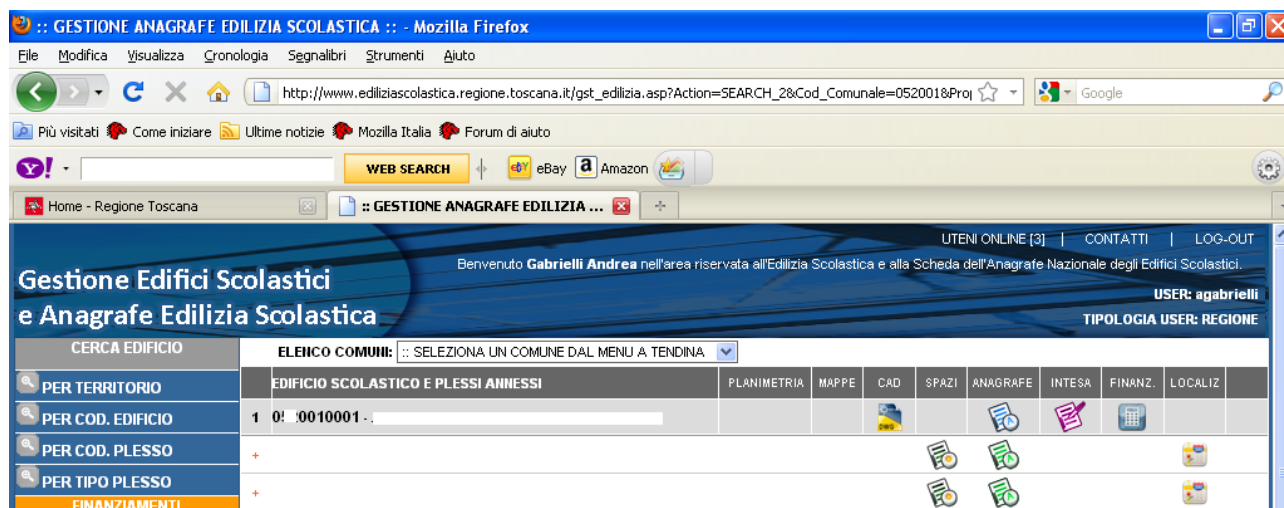 :: GESTIONE ANAGRAFE EDILIZIA SCOLASTICA :: - Mozilla Firefox
File Modifica Visualizza Cronologia Segnalibri Strumenti Aiuto
http://www.ediliziascolastica.regione.toscana.it/gst_edilizia.asp?Action=SEARCH_2&Cod_Comunale=052001&Pro Google
Più visitati Come iniziare Ultime notizie Mozilla Italia Forum di aiuto
Y! WEB SEARCH eBay a Amazon
Home - Regione Toscana :: GESTIONE ANAGRAFE EDILIZIA ...
UTENI ONLINE [3] | CONTATTI | LOG-OUT
Benvenuto Gabrielli Andrea nell'area riservata all'Edilizia Scolastica e alla Scheda dell'Anagrafe Nazionale degli Edifici Scolastici.
Gestione Edifici Scolastici
e Anagrafe Edilizia Scolastica
USER: agabrielli
TIPOLOGIA USER: REGIONE
CERCA EDIFICIO
ELENCO COMUNI: :: SELEZIONA UN COMUNE DAL MENU A TENDINA
PER TERRITORIO
EDIFICIO SCOLASTICO E PLESSI ANNESSI PLANIMETRIA MAPPE CAD SPAZI ANAGRAFE INTESA FINANZ. LOCALIZ
PER COD. EDIFICIO
1 0 0010001 - DWG
PER COD. PLESSO
+
PER TIPO PLESSO
+
FINANZIAMENTI